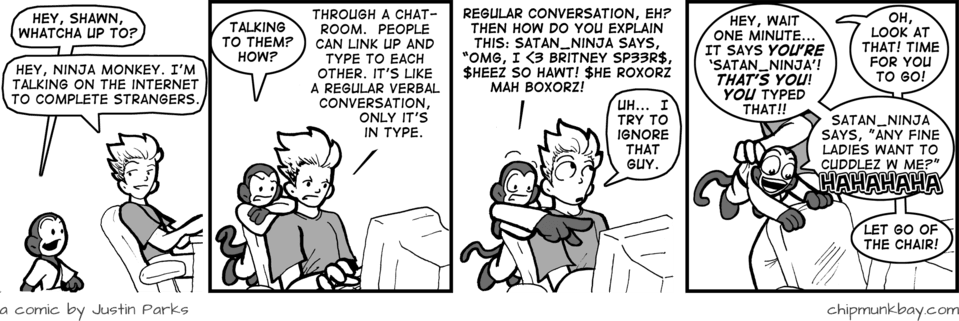 HEY, SHAWN,
WHATCHA UP TO?
HEY, NINJA MONKEY. I'M
TALKING ON THE INTERNET
TO COMPLETE STRANGERS.
TALKING
TO THEM?
HOW?
THROUGH A CHAT-
ROOM. PEOPLE
CAN LINK UP AND
TYPE TO EACH
OTHER. IT'S LIKE
A REGULAR VERBAL
CONVERSATION,
ONLY IT'S
IN TYPE.
REGULAR CONVERSATION, EH?
THEN HOW DO YOU EXPLAIN
THIS: SATAN_NINJA SAYS,
"OMG, I <3 BRITNEY SP33R$,
$HEEZ SO HAWT! $HE ROXORZ
MAH BOXORZ!
UH... I
TRY TO
IGNORE
THAT
GUY.
HEY, WAIT
ONE MINUTE...
IT SAYS YOU'RE
'SATAN_NINJA'!
THAT'S YOU!
YOU TYPED
THAT!!
OH,
LOOK AT
THAT! TIME
FOR YOU
TO GO!
SATAN_NINJA
SAYS, "ANY FINE
LADIES WANT TO
CUDDLEZ W ME?"
HAHAHAHA
LET GO OF
THE CHAIR!
a comic by Justin Parks
chipmunkbay.com